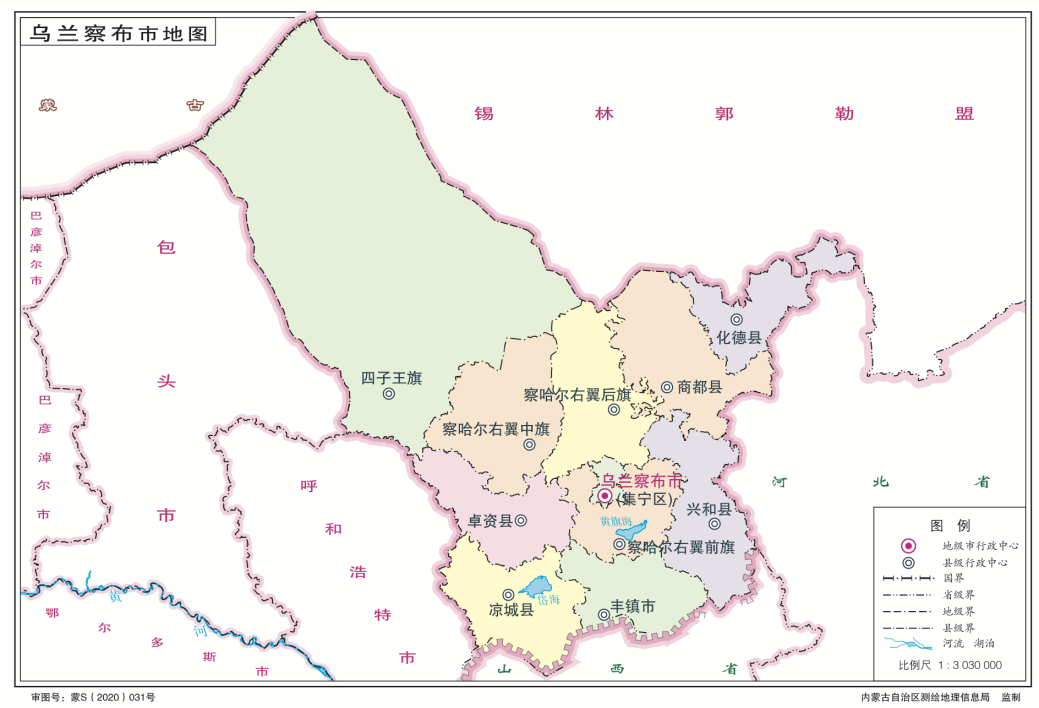 乌兰察布市地图
蒙古
锡林郭勒盟
巴彦淖尔市
包头市
化德县
四子王旗
商都县
察哈尔右翼后旗
察哈尔右翼中旗
巴彦淖尔市
乌兰察布市
(集宁区)
河北省
呼和浩特市
卓资县
兴和县
黄旗海
察哈尔右翼前旗
黄河
凉城县
岱海
丰镇市
鄂尔多斯市
山西省
图例
地级市行政中心
县级行政中心
国界
省级界
地级界
县级界
河流 湖泊
比例尺 1:3 030 000
审图号:蒙S(2020)031号
内蒙古自治区测绘地理信息局 监制